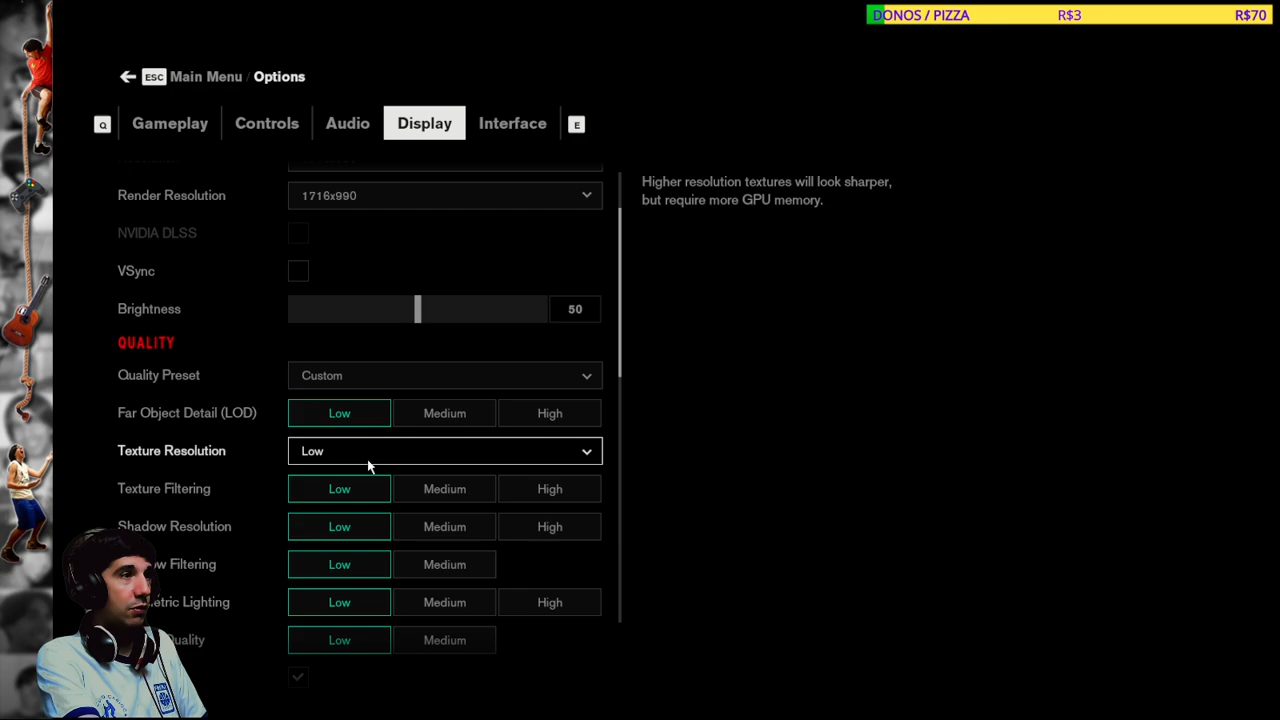 DONOS / PIZZA R$3 R$70
ESC Main Menu / Options
Q Gameplay Controls Audio Display Interface E
Render Resolution 1716x990
Higher resolution textures will look sharper,
but require more GPU memory.
NVIDIA DLSS
VSync
Brightness 50
QUALITY
Quality Preset Custom
Far Object Detail (LOD) Low Medium High
Texture Resolution Low
Texture Filtering Low Medium High
Shadow Resolution Low Medium High
Filtering Low Medium
Lighting Low Medium High
Quality Low Medium